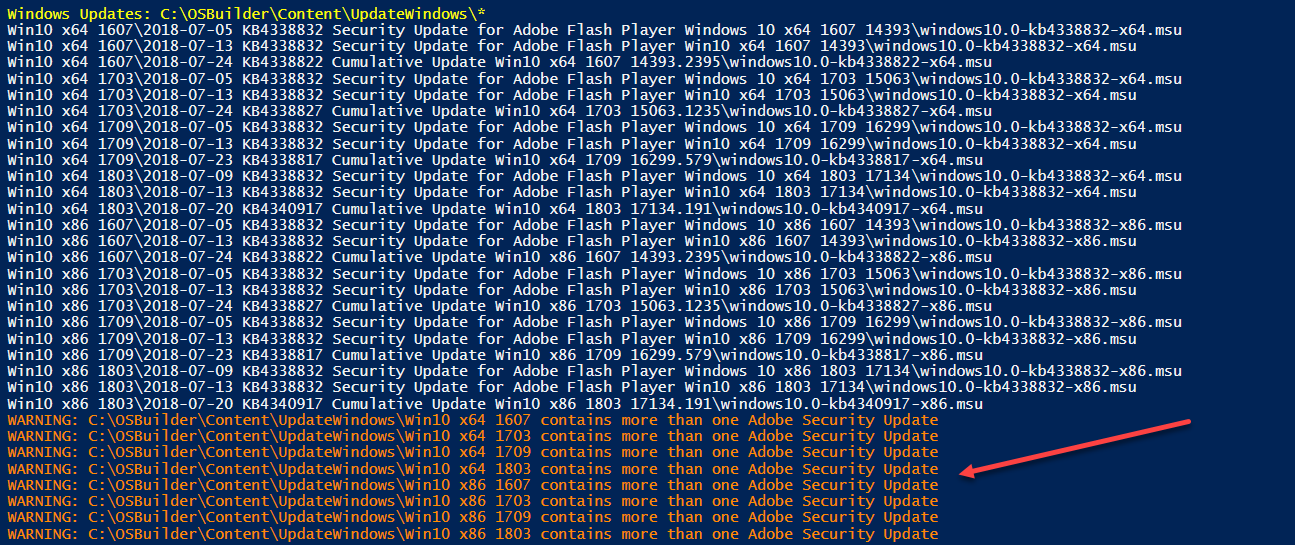 Windows Updates: C:\OSBuilder\Content\UpdateWindows\*
Win10 x64 1607\2018-07-05 KB4338832 Security Update for Adobe Flash Player Windows 10 x64 1607 14393\windows10.0-kb4338832-x64.msu
Win10 x64 1607\2018-07-13 KB4338832 Security Update for Adobe Flash Player Win10 x64 1607 14393\windows10.0-kb4338832-x64.msu
Win10 x64 1607\2018-07-24 KB4338822 Cumulative Update Win10 x64 1607 14393.2395\windows10.0-kb4338822-x64.msu
Win10 x64 1703\2018-07-05 KB4338832 Security Update for Adobe Flash Player Windows 10 x64 1703 15063\windows10.0-kb4338832-x64.msu
Win10 x64 1703\2018-07-13 KB4338832 Security Update for Adobe Flash Player Win10 x64 1703 15063\windows10.0-kb4338832-x64.msu
Win10 x64 1703\2018-07-24 KB4338827 Cumulative Update Win10 x64 1703 15063.1235\windows10.0-kb4338827-x64.msu
Win10 x64 1709\2018-07-05 KB4338832 Security Update for Adobe Flash Player Windows 10 x64 1709 16299\windows10.0-kb4338832-x64.msu
Win10 x64 1709\2018-07-13 KB4338832 Security Update for Adobe Flash Player Win10 x64 1709 16299\windows10.0-kb4338832-x64.msu
Win10 x64 1709\2018-07-23 KB4338817 Cumulative Update Win10 x64 1709 16299.579\windows10.0-kb4338817-x64.msu
Win10 x64 1803\2018-07-09 KB4338832 Security Update for Adobe Flash Player Windows 10 x64 1803 17134\windows10.0-kb4338832-x64.msu
Win10 x64 1803\2018-07-13 KB4338832 Security Update for Adobe Flash Player Win10 x64 1803 17134\windows10.0-kb4338832-x64.msu
Win10 x64 1803\2018-07-20 KB4340917 Cumulative Update Win10 x64 1803 17134.191\windows10.0-kb4340917-x64.msu
Win10 x86 1607\2018-07-05 KB4338832 Security Update for Adobe Flash Player Windows 10 x86 1607 14393\windows10.0-kb4338832-x86.msu
Win10 x86 1607\2018-07-13 KB4338832 Security Update for Adobe Flash Player Win10 x86 1607 14393\windows10.0-kb4338832-x86.msu
Win10 x86 1607\2018-07-24 KB4338822 Cumulative Update Win10 x86 1607 14393.2395\windows10.0-kb4338822-x86.msu
Win10 x86 1703\2018-07-05 KB4338832 Security Update for Adobe Flash Player Windows 10 x86 1703 15063\windows10.0-kb4338832-x86.msu
Win10 x86 1703\2018-07-13 KB4338832 Security Update for Adobe Flash Player Win10 x86 1703 15063\windows10.0-kb4338832-x86.msu
Win10 x86 1703\2018-07-24 KB4338827 Cumulative Update Win10 x86 1703 15063.1235\windows10.0-kb4338827-x86.msu
Win10 x86 1709\2018-07-05 KB4338832 Security Update for Adobe Flash Player Windows 10 x86 1709 16299\windows10.0-kb4338832-x86.msu
Win10 x86 1709\2018-07-13 KB4338832 Security Update for Adobe Flash Player Win10 x86 1709 16299\windows10.0-kb4338832-x86.msu
Win10 x86 1709\2018-07-23 KB4338817 Cumulative Update Win10 x86 1709 16299.579\windows10.0-kb4338817-x86.msu
Win10 x86 1803\2018-07-09 KB4338832 Security Update for Adobe Flash Player Windows 10 x86 1803 17134\windows10.0-kb4338832-x86.msu
Win10 x86 1803\2018-07-13 KB4338832 Security Update for Adobe Flash Player Win10 x86 1803 17134\windows10.0-kb4338832-x86.msu
Win10 x86 1803\2018-07-20 KB4340917 Cumulative Update Win10 x86 1803 17134.191\windows10.0-kb4340917-x86.msu
WARNING: C:\OSBuilder\Content\UpdateWindows\Win10 x64 1607 contains more than one Adobe Security Update
WARNING: C:\OSBuilder\Content\UpdateWindows\Win10 x64 1703 contains more than one Adobe Security Update
WARNING: C:\OSBuilder\Content\UpdateWindows\Win10 x64 1709 contains more than one Adobe Security Update
WARNING: C:\OSBuilder\Content\UpdateWindows\Win10 x64 1803 contains more than one Adobe Security Update
WARNING: C:\OSBuilder\Content\UpdateWindows\Win10 x86 1607 contains more than one Adobe Security Update
WARNING: C:\OSBuilder\Content\UpdateWindows\Win10 x86 1703 contains more than one Adobe Security Update
WARNING: C:\OSBuilder\Content\UpdateWindows\Win10 x86 1709 contains more than one Adobe Security Update
WARNING: C:\OSBuilder\Content\UpdateWindows\Win10 x86 1803 contains more than one Adobe Security Update